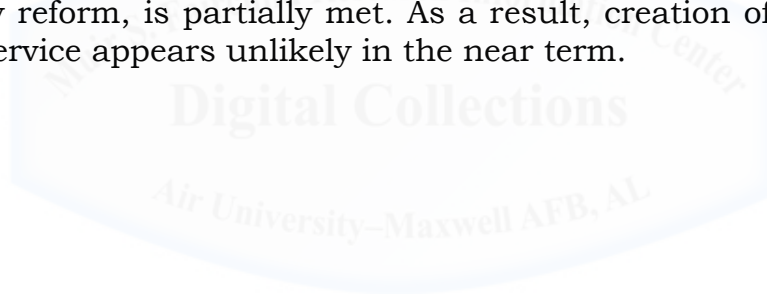 y reform, is partially met. As a result, creation of
ervice appears unlikely in the near term.
Center
Digital Collections
Air University–Maxwell AFB, AL